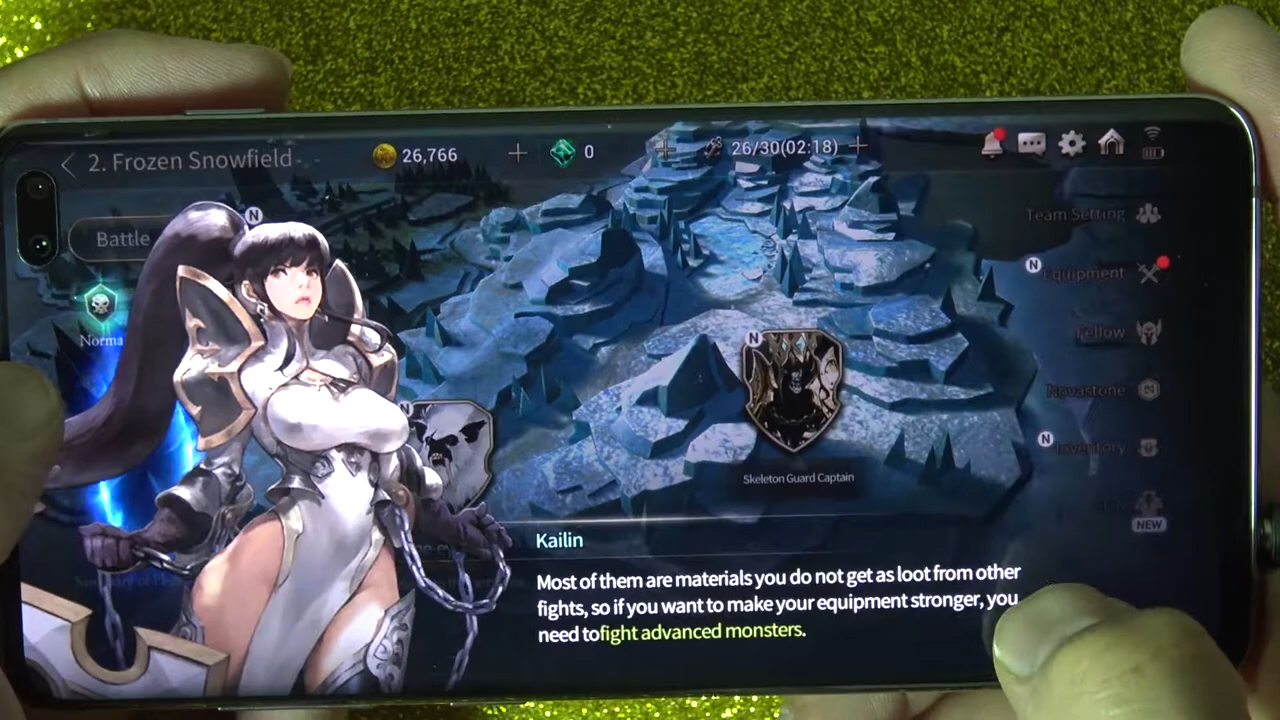 2. Frozen Snowfield
26,766
0
26/30(02:18)
Battle
N
Norma
Team Setting
N
Equipment
Fellow
Novastone
N
Inventory
NEW
N
N
Skeleton Guard Captain
Kailin
Most of them are materials you do not get as loot from other
fights, so if you want to make your equipment stronger, you
need tofight advanced monsters.